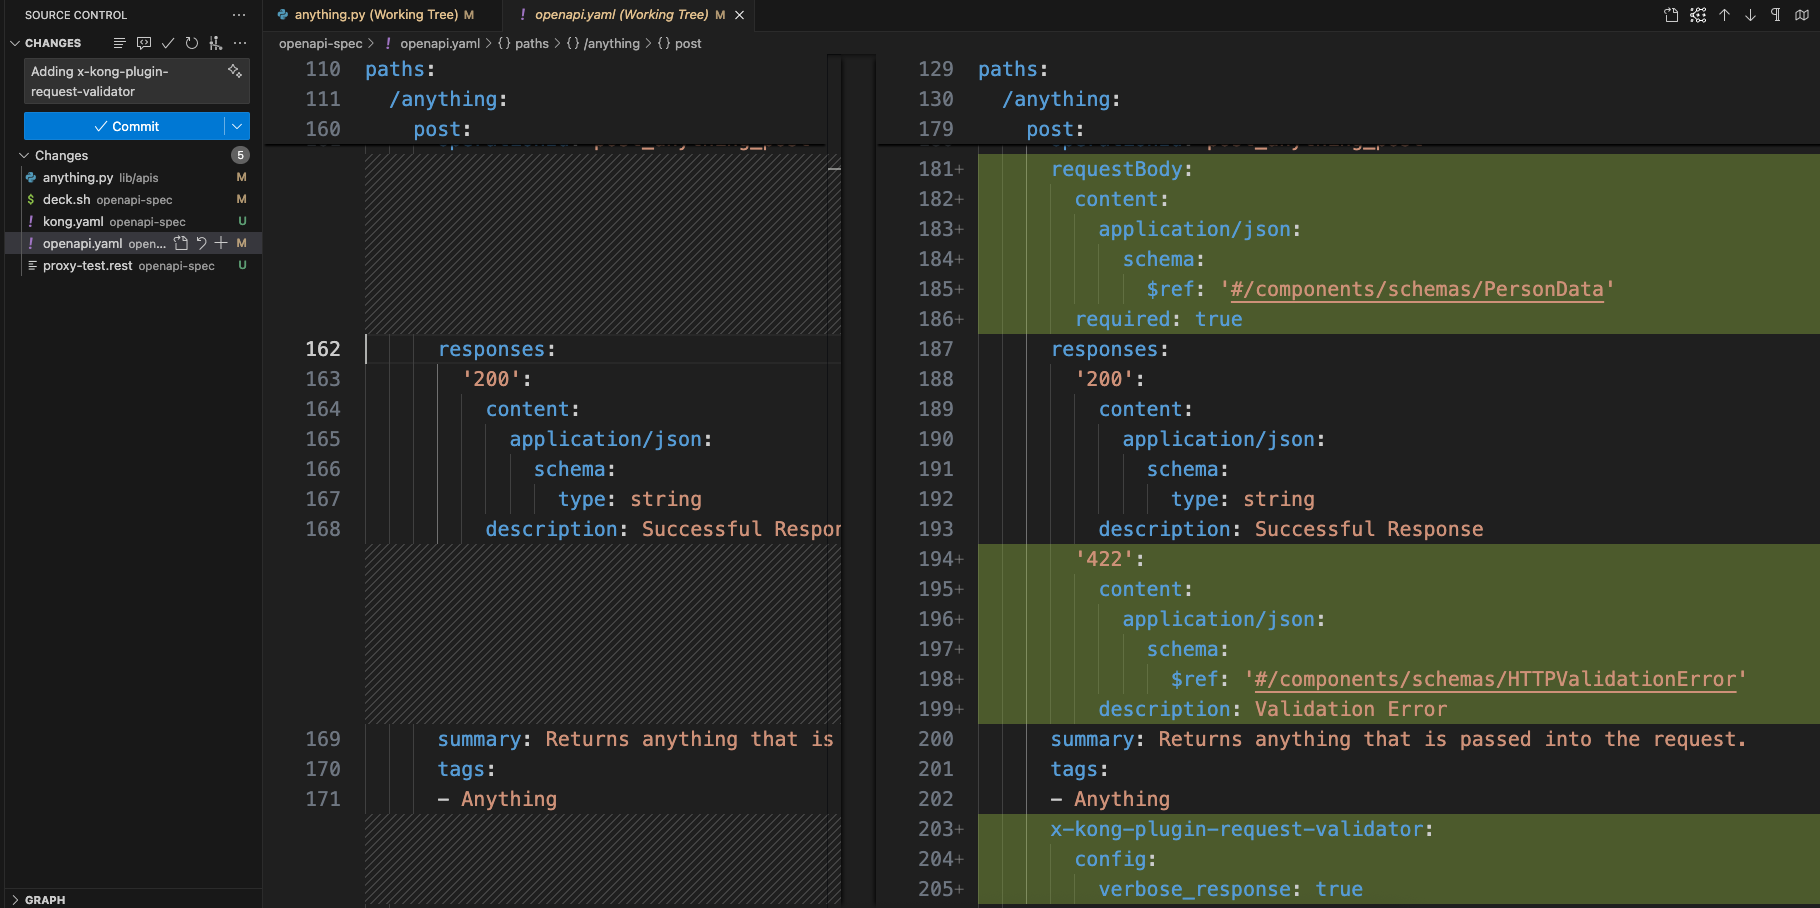 SOURCE CONTROL
CHANGES
Adding x-kong-plugin-
request-validator
Commit
Changes 5
anything.py lib/apis M
$ deck.sh openapi-spec M
! kong.yaml openapi-spec U
! openapi.yaml open... M
proxy-test.rest openapi-spec U
GRAPH
anything.py (Working Tree) M
! openapi.yaml (Working Tree) M
openapi-spec > ! openapi.yaml > {} paths > {} /anything > {} post
110 paths:
111 /anything:
160 post:
162 responses:
163 '200':
164 content:
165 application/json:
166 schema:
167 type: string
168 description: Successful Respon
169 summary: Returns anything that is
170 tags:
171 - Anything
129 paths:
130 /anything:
179 post:
181+ requestBody:
182+ content:
183+ application/json:
184+ schema:
185+ $ref: '#/components/schemas/PersonData'
186+ required: true
187 responses:
188 '200':
189 content:
190 application/json:
191 schema:
192 type: string
193 description: Successful Response
194+ '422':
195+ content:
196+ application/json:
197+ schema:
198+ $ref: '#/components/schemas/HTTPValidationError'
199+ description: Validation Error
200 summary: Returns anything that is passed into the request.
201 tags:
202 - Anything
203+ x-kong-plugin-request-validator:
204+ config:
205+ verbose_response: true